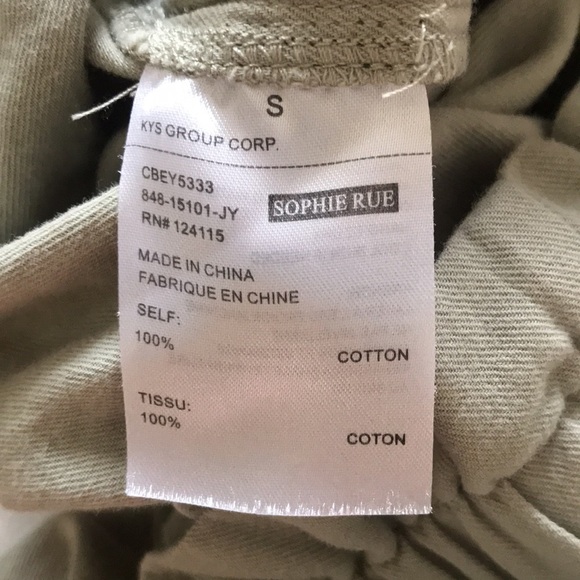 S
KYS GROUP CORP.
CBEY5333
848-15101-JY
RN# 124115
SOPHIE RUE
MADE IN CHINA
FABRIQUE EN CHINE
SELF:
100% COTTON
TISSU:
100% COTON